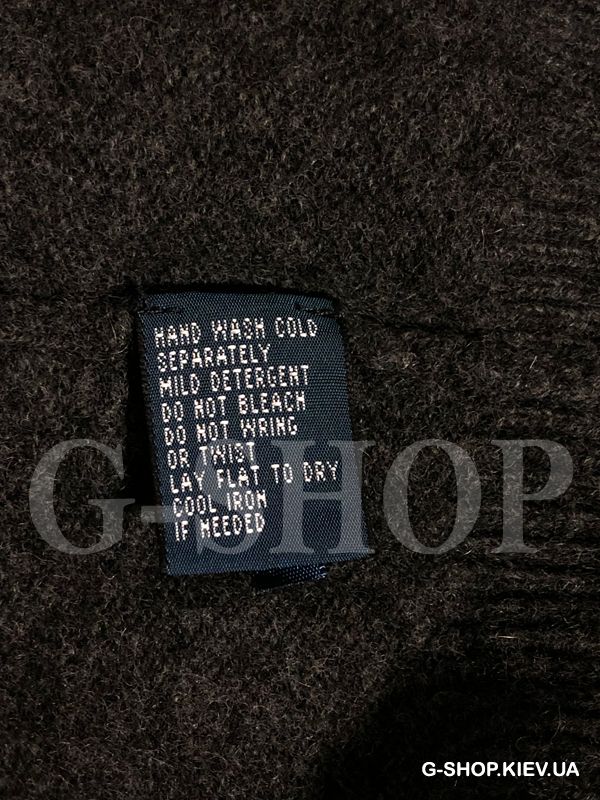 HAND WASH COLD
SEPARATELY
MILD DETERGENT
DO NOT BLEACH
DO NOT WRING
OR TWIST
LAY FLAT TO DRY
COOL IRON
IF NEEDED
G-SHOP
G-SHOP.KIEV.UA